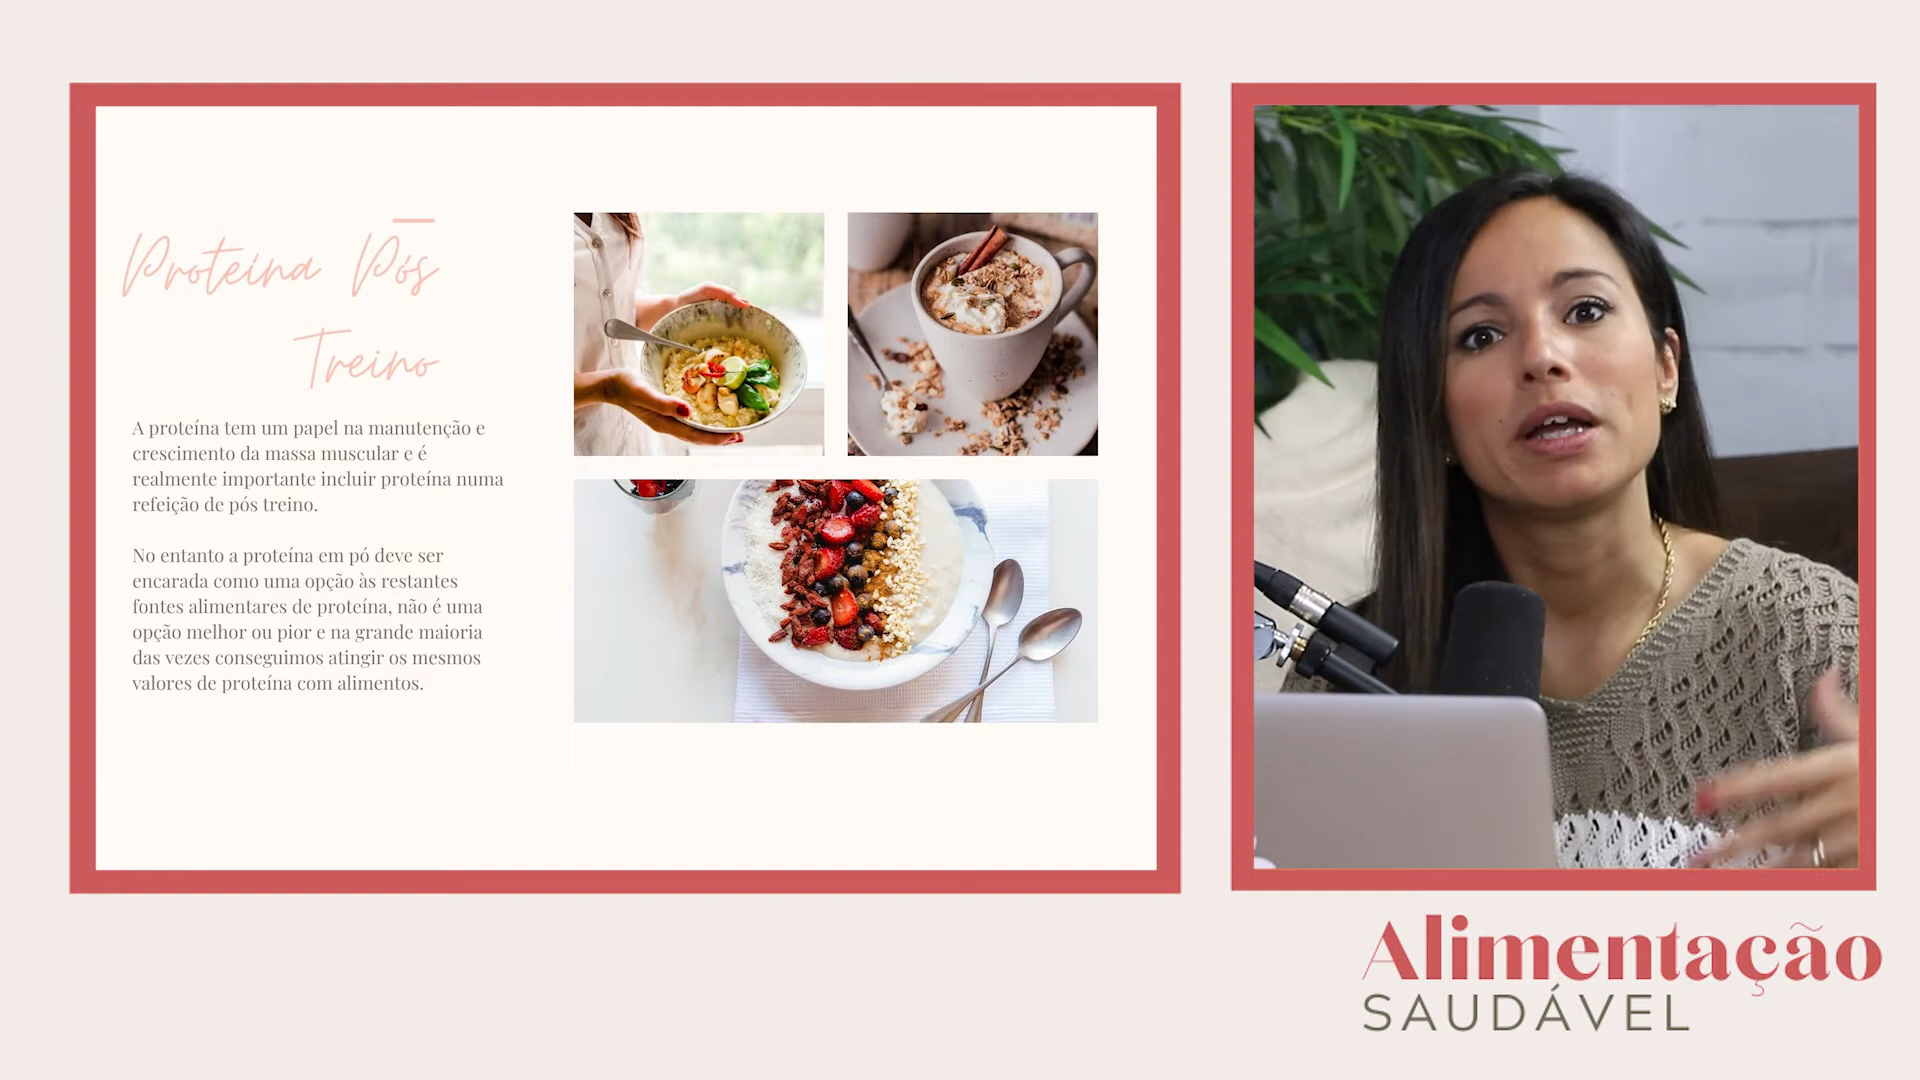 Proteína Pós
Treino
A proteína tem um papel na manutenção e
crescimento da massa muscular e é
realmente importante incluir proteína numa
refeição de pós treino.
No entanto a proteína em pó deve ser
encarada como uma opção às restantes
fontes alimentares de proteína, não é uma
opção melhor ou pior e na grande maioria
das vezes conseguimos atingir os mesmos
valores de proteína com alimentos.
Alimentação
SAUDÁVEL